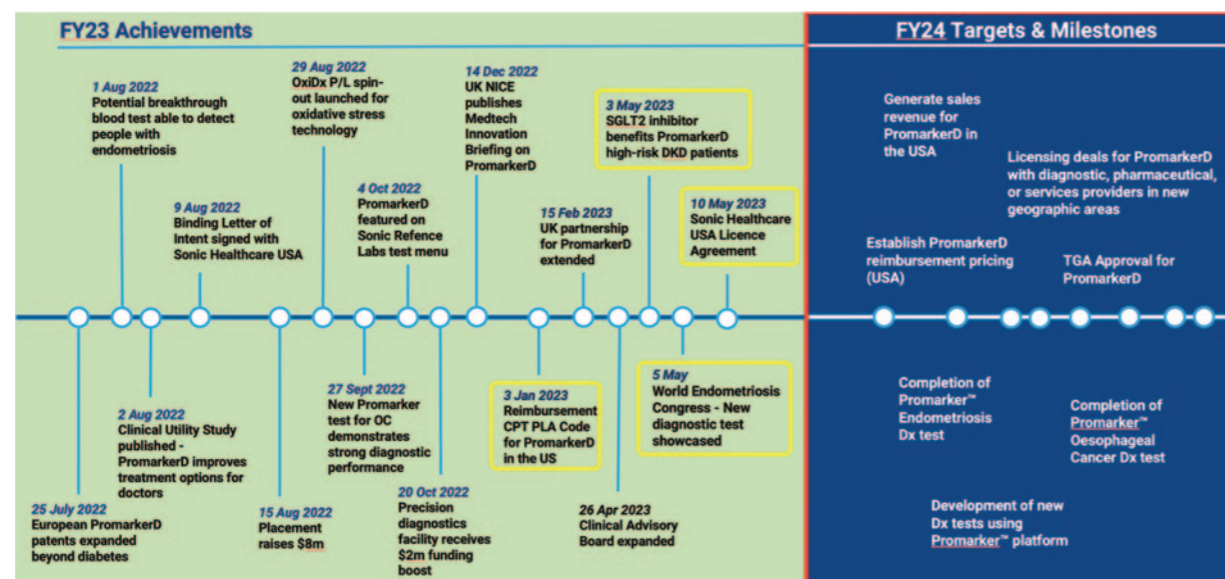 FY23 Achievements
1 Aug 2022
Potential breakthrough
blood test able to detect
people with
endometriosis
9 Aug 2022
Binding Letter of
Intent signed with
Sonic Healthcare USA
29 Aug 2022
OxiDx P/L spin-
out launched for
oxidative stress
technology
4 Oct 2022
PromarkerD
featured on
Sonic Refence
Labs test menu
14 Dec 2022
UK NICE
publishes
Medtech
Innovation
Briefing on
PromarkerD
15 Feb 2023
UK partnership
for PromarkerD
extended
3 May 2023
SGLT2 inhibitor
benefits PromarkerD
high-risk DKD patients
10 May 2023
Sonic Healthcare
USA Licence
Agreement
25 July 2022
European PromarkerD
patents expanded
beyond diabetes
2 Aug 2022
Clinical Utility Study
published -
PromarkerD improves
treatment options for
doctors
15 Aug 2022
Placement
raises $8m
27 Sept 2022
New Promarker
test for OC
demonstrates
strong diagnostic
performance
20 Oct 2022
Precision
diagnostics
facility receives
$2m funding
boost
3 Jan 2023
Reimbursement
CPT PLA Code
for PromarkerD
in the US
26 Apr 2023
Clinical Advisory
Board expanded
5 May
World Endometriosis
Congress - New
diagnostic test
showcased
FY24 Targets & Milestones
Generate sales
revenue for
PromarkerD in
the USA
Licensing deals for PromarkerD
with diagnostic, pharmaceutical,
or services providers in new
geographic areas
Establish PromarkerD
reimbursement pricing
(USA)
TGA Approval for
PromarkerD
Completion of
Promarker™
Endometriosis
Dx test
Completion of
Promarker™
Oesophageal
Cancer Dx test
Development of new
Dx tests using
Promarker™ platform